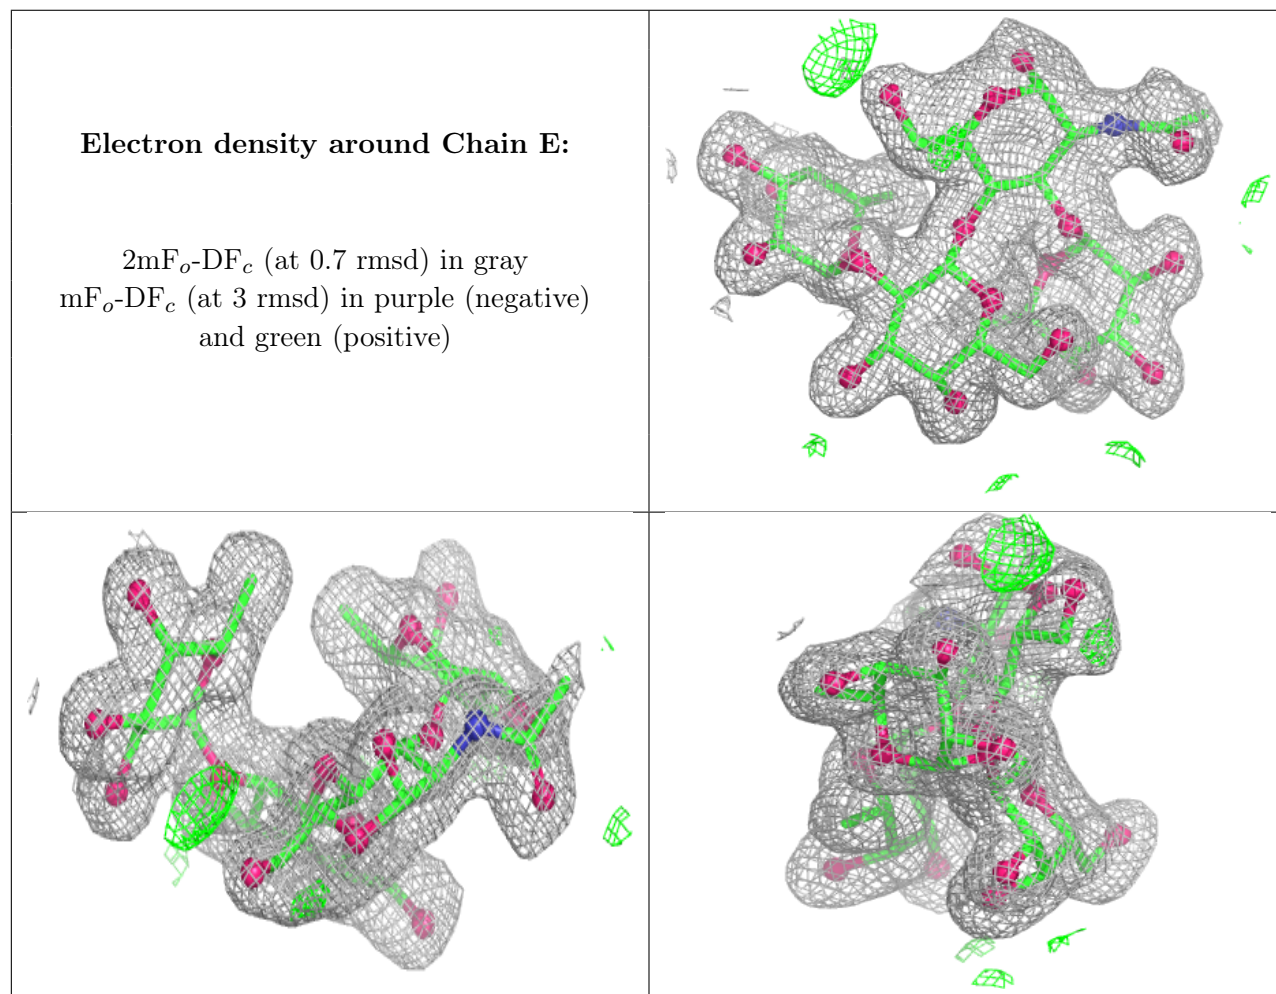 Electron density around Chain E:
2mFₒ-DF𝒸 (at 0.7 rmsd) in gray
mFₒ-DF𝒸 (at 3 rmsd) in purple (negative)
and green (positive)